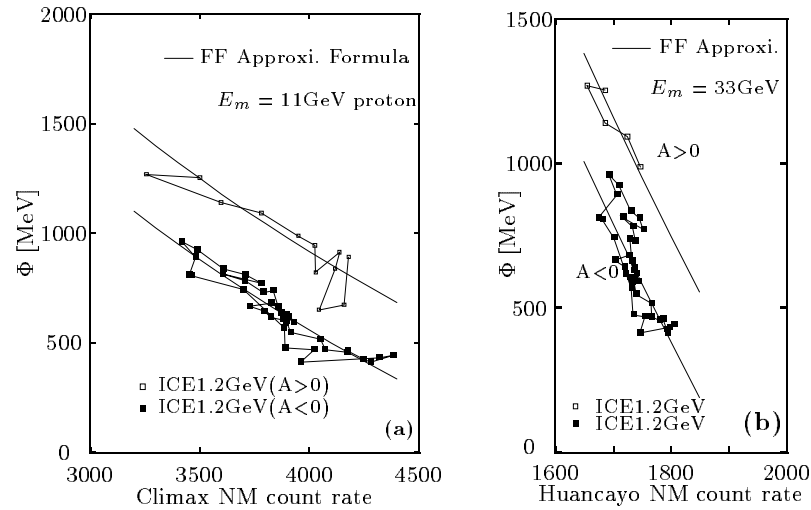 2000
1500
1000
500
0
Φ [MeV]
FF Approxi. Formula
E_m = 11GeV proton
ICE1.2GeV(A>0)
ICE1.2GeV(A<0)
(a)
3000 3500 4000 4500
Climax NM count rate
1500
1000
500
0
Φ [MeV]
FF Approxi.
E_m = 33GeV
A>0
A<0
ICE1.2GeV
ICE1.2GeV
(b)
1600 1800 2000
Huancayo NM count rate